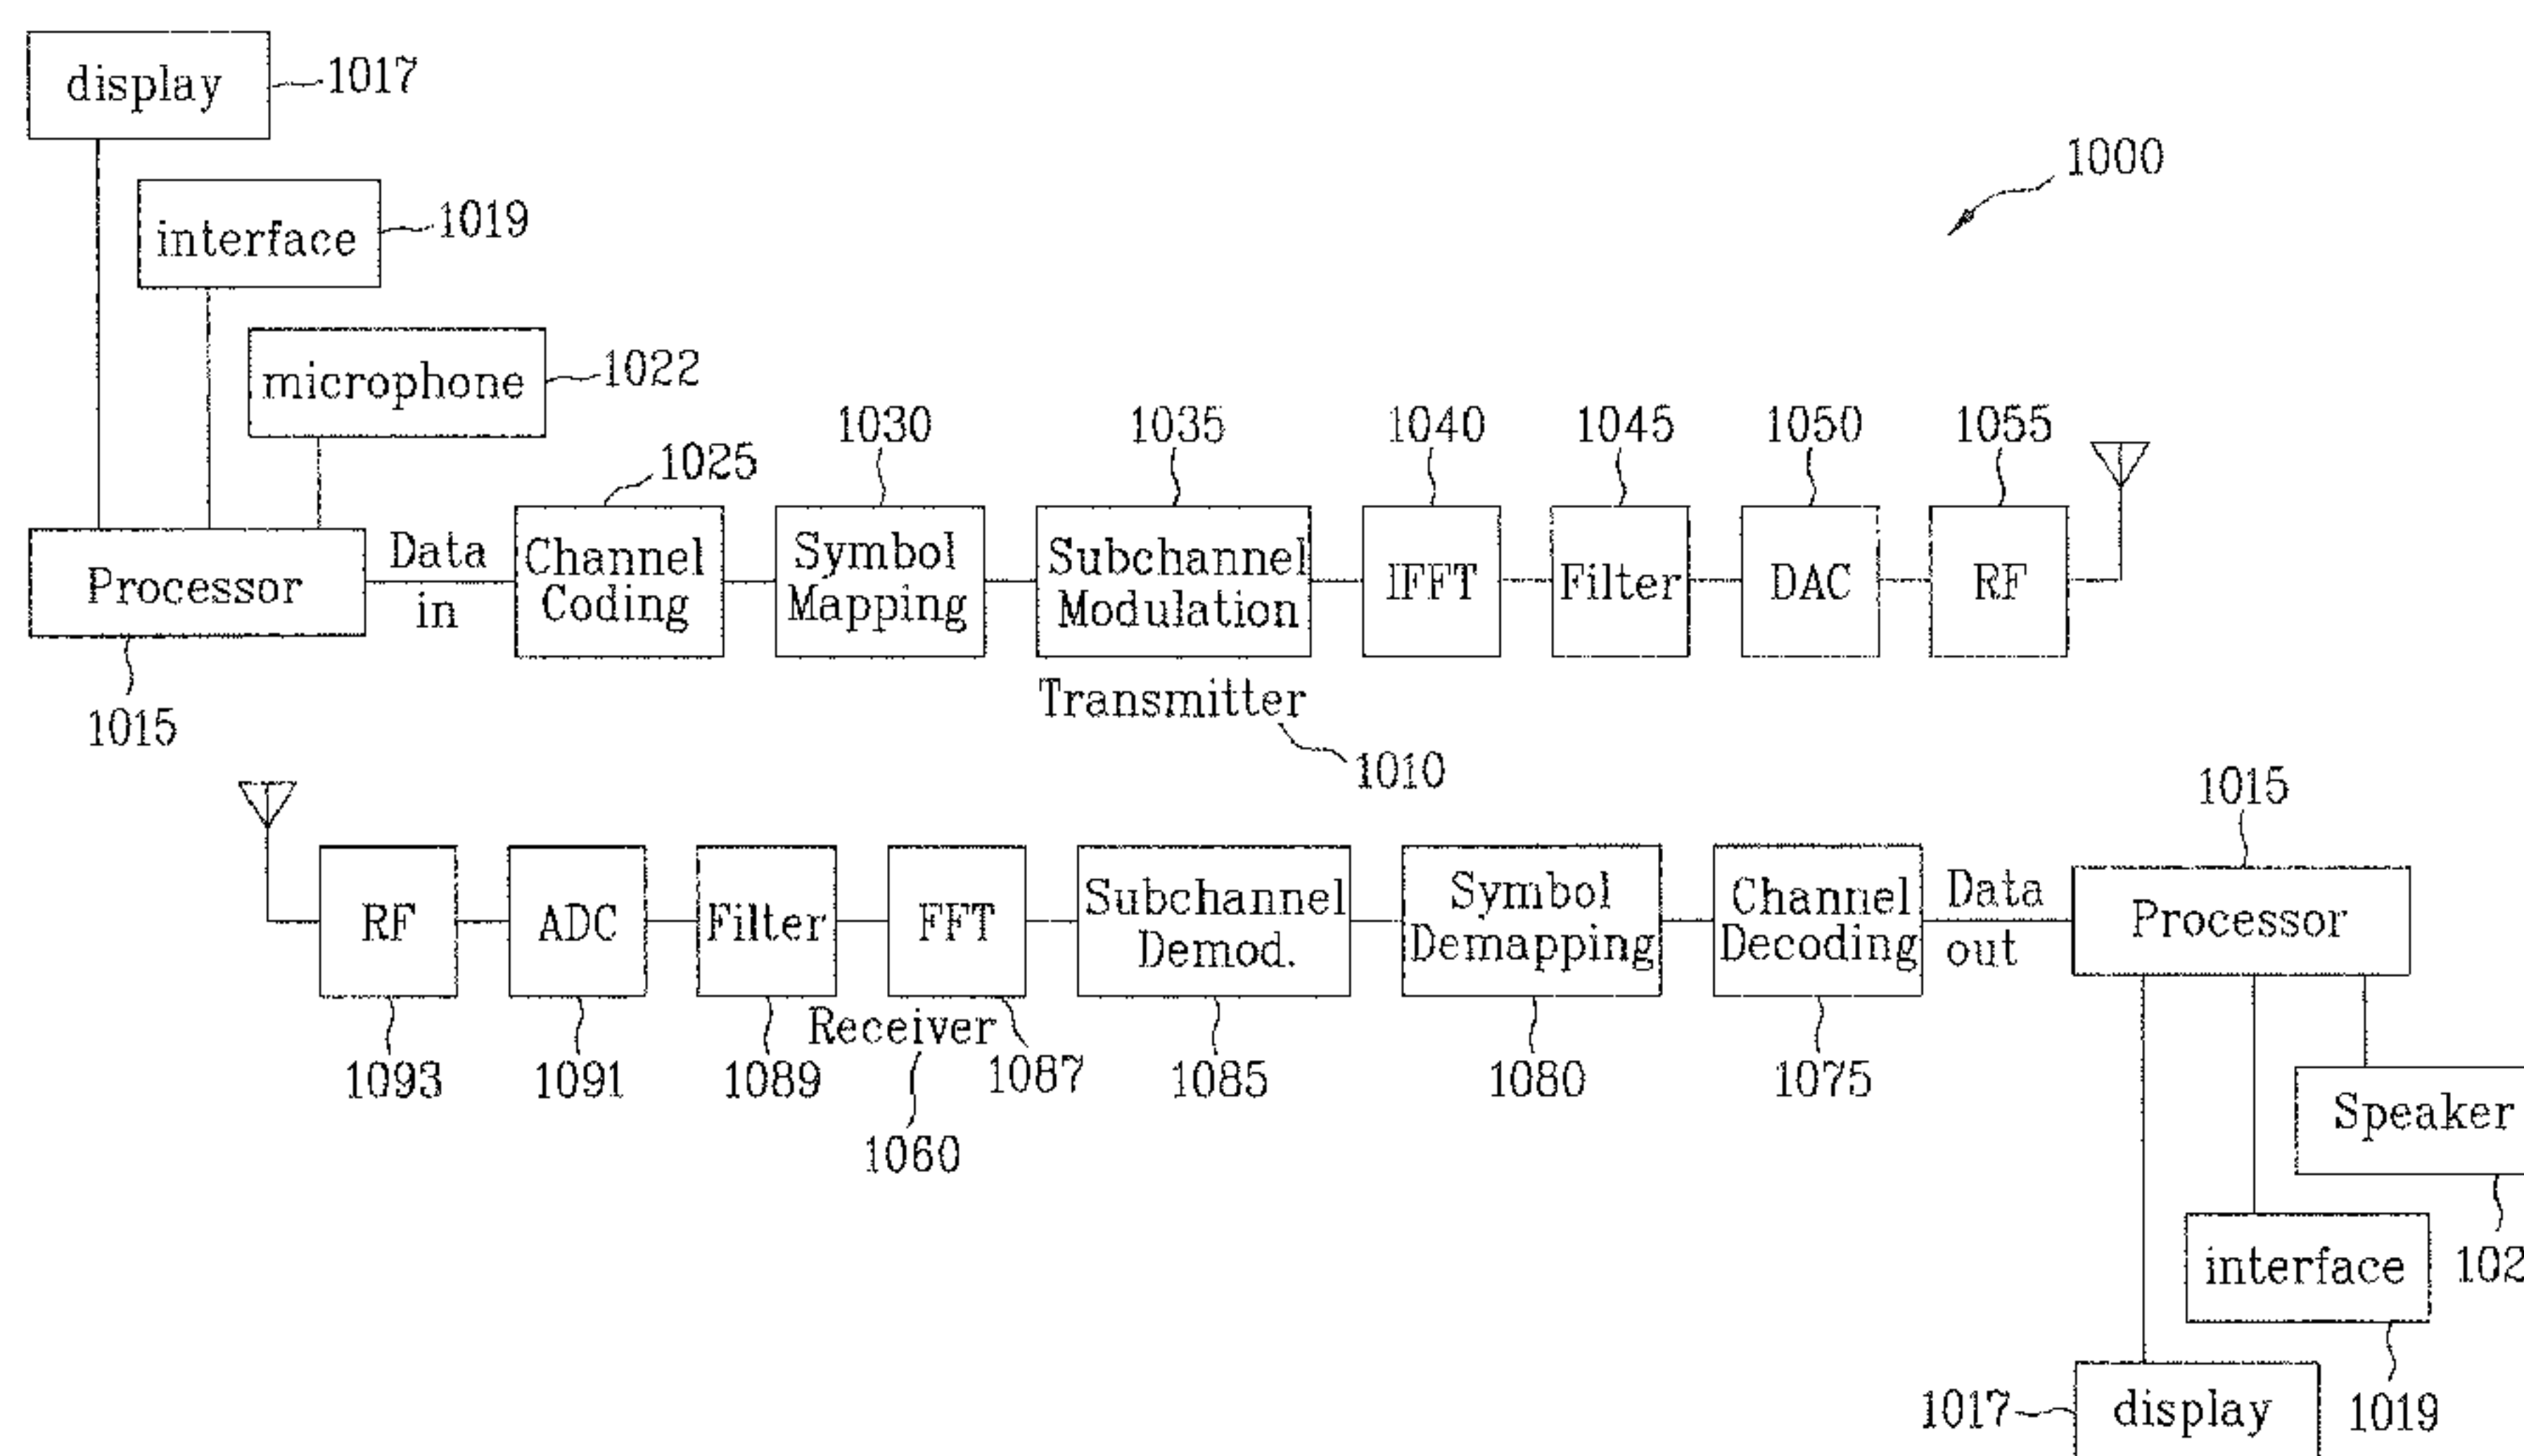 display
1017
1000
interface
1019
microphone
1022
1025
1030
1035
1040
1045
1050
1055
Processor
Data
in
Channel
Coding
Symbol
Mapping
Subchannel
Modulation
IFFT
Filter
DAC
RF
1015
Transmitter
1010
RF
ADC
Filter
FFT
Subchannel
Demod.
Symbol
Demapping
Channel
Decoding
Data
out
1015
Processor
Receiver
1093
1091
1089
1060
1087
1085
1080
1075
Speaker
102
interface
1019
1017
display